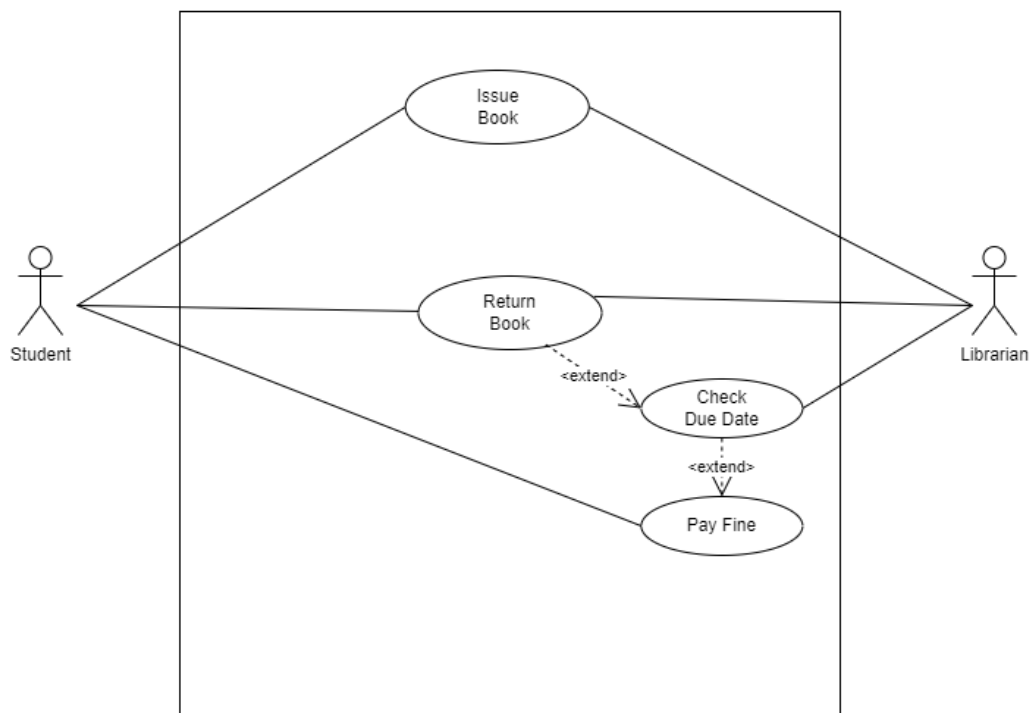 Issue
Book
Student
Return
Book
Librarian
<extend>
Check
Due Date
<extend>
Pay Fine